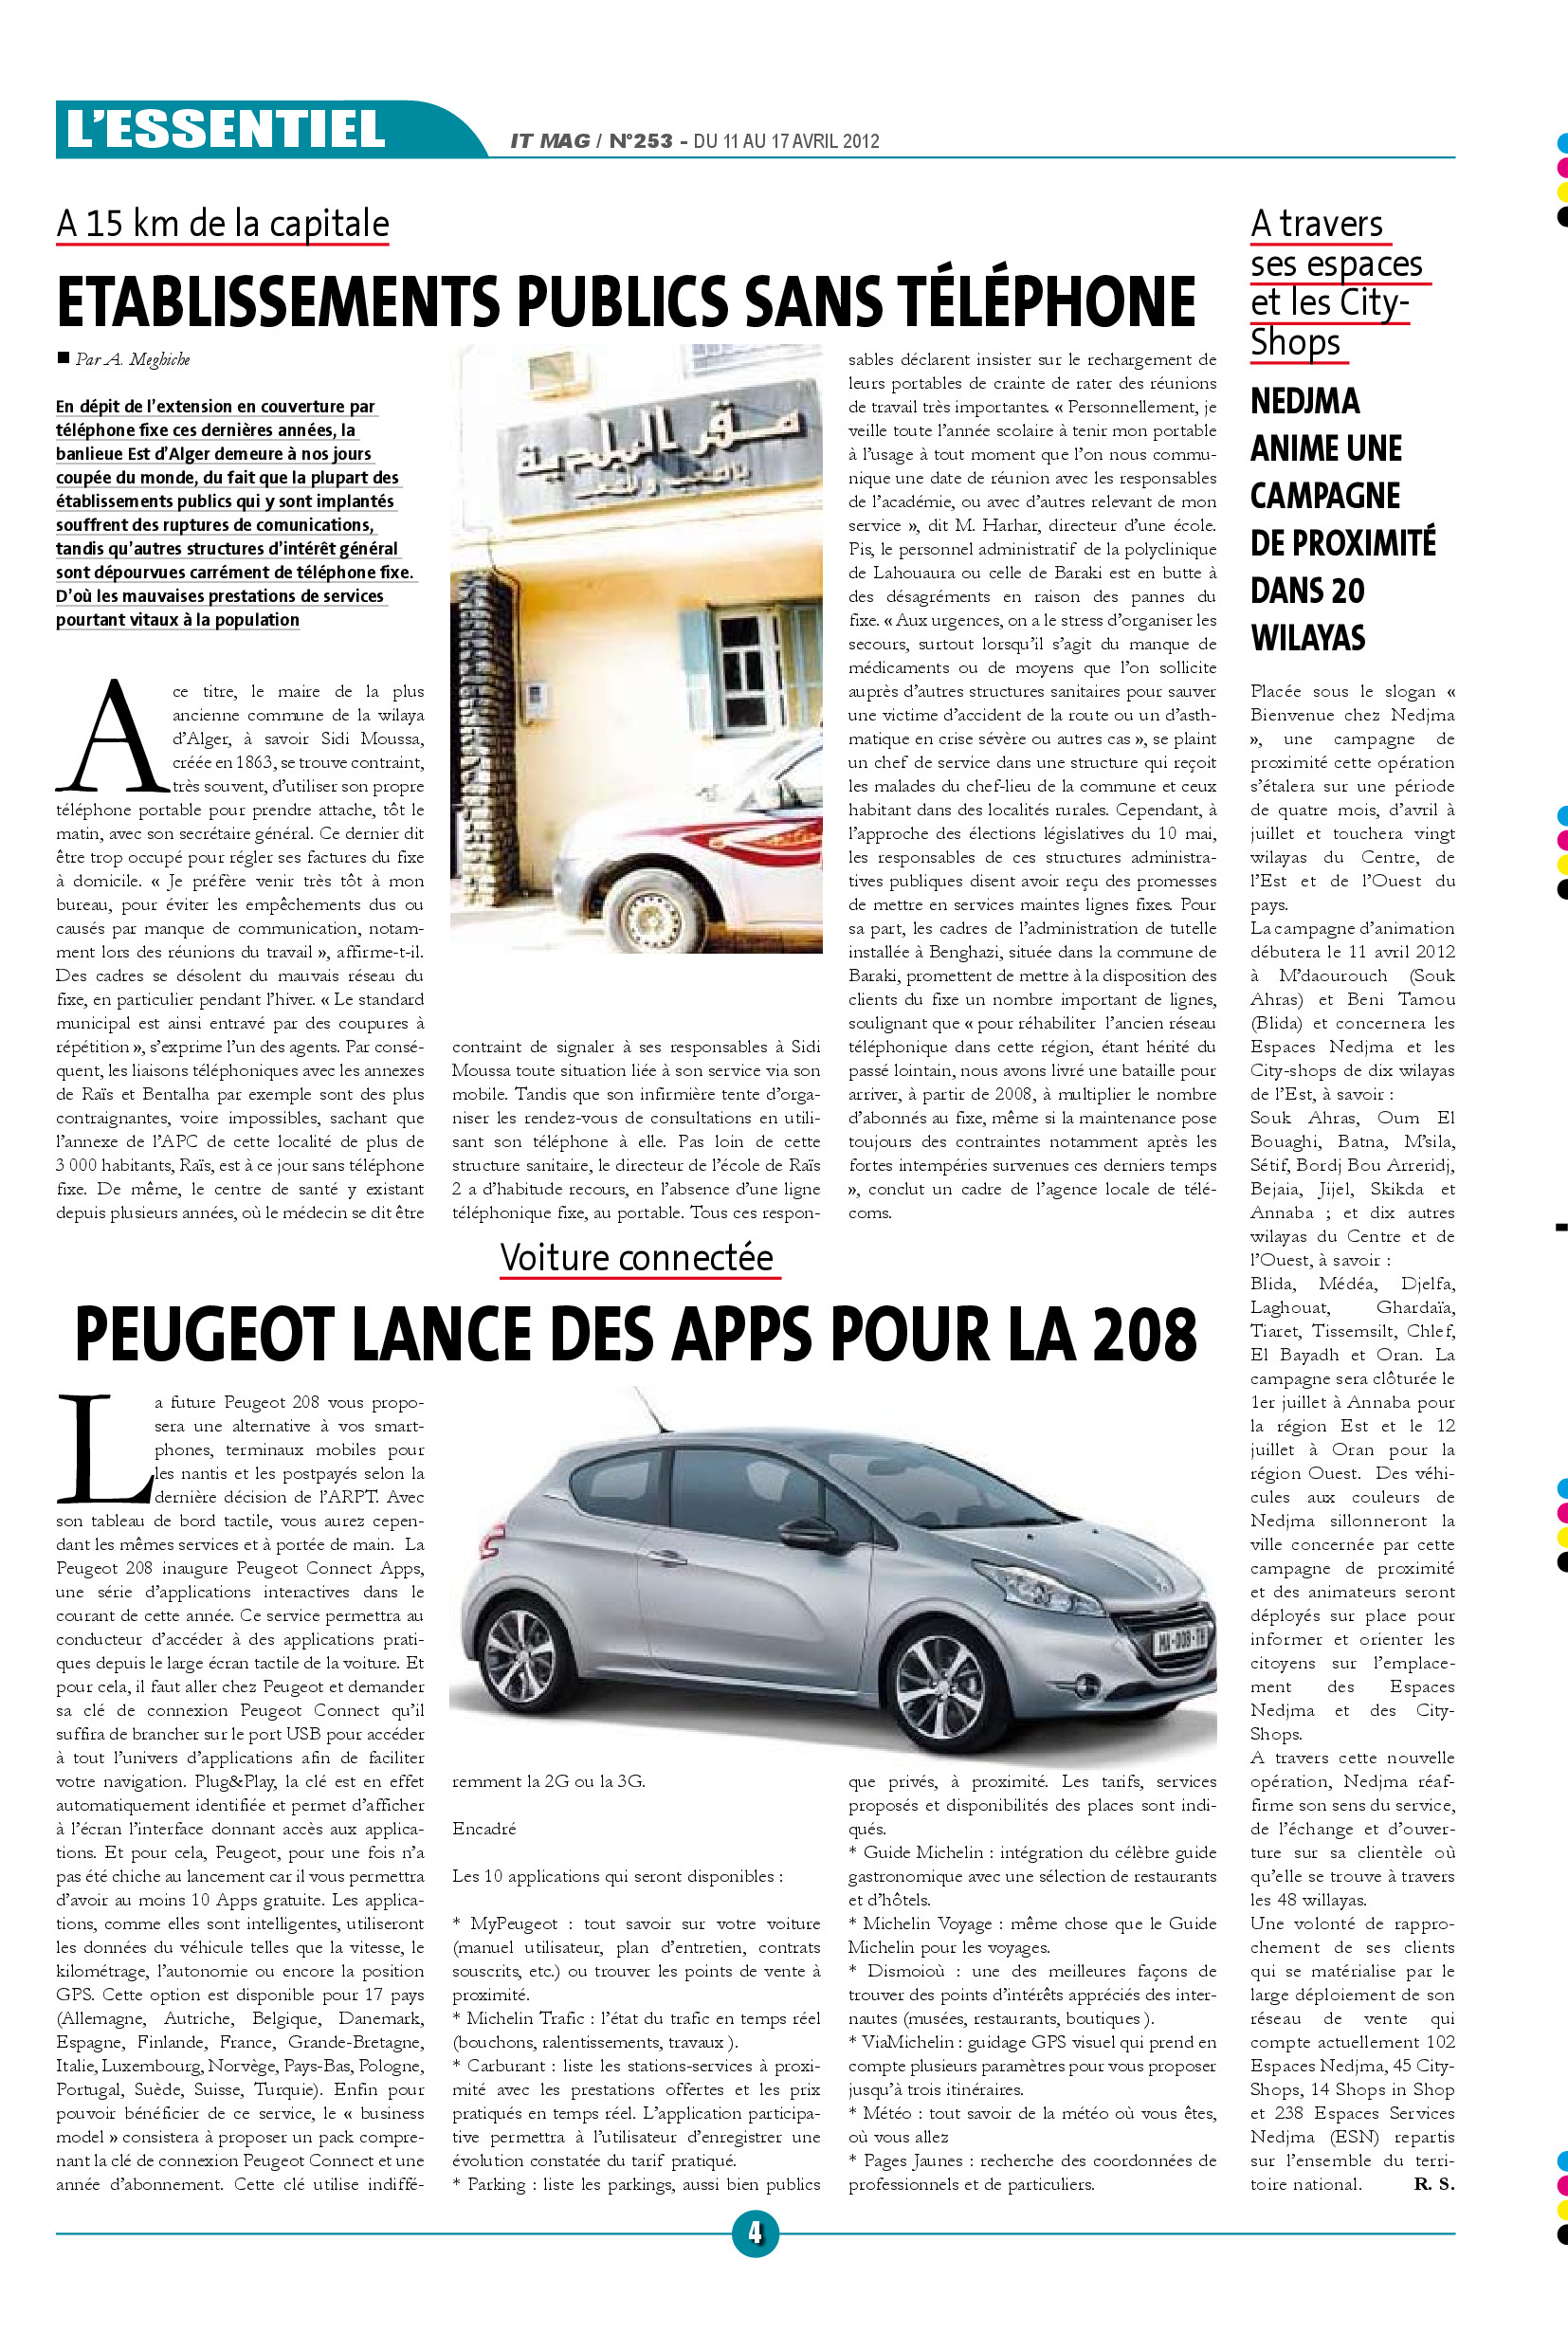 L'ESSENTIEL
IT MAG / N°253 - DU 11 AU 17 AVRIL 2012
A 15 km de la capitale
ETABLISSEMENTS PUBLICS SANS TÉLÉPHONE
Par A. Meghiche
En dépit de l'extension en couverture par
téléphone fixe ces dernières années, la
banlieue Est d'Alger demeure à nos jours
coupée du monde, du fait que la plupart des
établissements publics qui y sont implantés
souffrent des ruptures de comunications,
tandis qu'autres structures d'intérêt général
sont dépourvues carrément de téléphone fixe.
D'où les mauvaises prestations de services
pourtant vitaux à la population
A ce titre, le maire de la plus
ancienne commune de la wilaya
d'Alger, à savoir Sidi Moussa,
créée en 1863, se trouve contraint,
très souvent, d'utiliser son propre
téléphone portable pour prendre attache, tôt le
matin, avec son secrétaire général. Ce dernier dit
être trop occupé pour régler ses factures du fixe
à domicile. « Je préfère venir très tôt à mon
bureau, pour éviter les empêchements dus ou
causés par manque de communication, notam-
ment lors des réunions du travail », affirme-t-il.
Des cadres se désolent du mauvais réseau du
fixe, en particulier pendant l'hiver. « Le standard
municipal est ainsi entravé par des coupures à
répétition », s'exprime l'un des agents. Par consé-
quent, les liaisons téléphoniques avec les annexes
de Raïs et Bentalha par exemple sont des plus
contraignantes, voire impossibles, sachant que
l'annexe de l'APC de cette localité de plus de
3 000 habitants, Raïs, est à ce jour sans téléphone
fixe. De même, le centre de santé y existant
depuis plusieurs années, où le médecin se dit être
مقر البلدية
contraint de signaler à ses responsables à Sidi
Moussa toute situation liée à son service via son
mobile. Tandis que son infirmière tente d'orga-
niser les rendez-vous de consultations en utili-
sant son téléphone à elle. Pas loin de cette
structure sanitaire, le directeur de l'école de Raïs
2 a d'habitude recours, en l'absence d'une ligne
téléphonique fixe, au portable. Tous ces respon-
sables déclarent insister sur le rechargement de
leurs portables de crainte de rater des réunions
de travail très importantes. « Personnellement, je
veille toute l'année scolaire à tenir mon portable
à l'usage à tout moment que l'on nous commu-
nique une date de réunion avec les responsables
de l'académie, ou avec d'autres relevant de mon
service », dit M. Harhar, directeur d'une école.
Pis, le personnel administratif de la polyclinique
de Lahouaura ou celle de Baraki est en butte à
des désagréments en raison des pannes du
fixe. « Aux urgences, on a le stress d'organiser les
secours, surtout lorsqu'il s'agit du manque de
médicaments ou de moyens que l'on sollicite
auprès d'autres structures sanitaires pour sauver
une victime d'accident de la route ou un d'asth-
matique en crise sévère ou autres cas », se plaint
un chef de service dans une structure qui reçoit
les malades du chef-lieu de la commune et ceux
habitant dans des localités rurales. Cependant, à
l'approche des élections législatives du 10 mai,
les responsables de ces structures administra-
tives publiques disent avoir reçu des promesses
de mettre en services maintes lignes fixes. Pour
sa part, les cadres de l'administration de tutelle
installée à Benghazi, située dans la commune de
Baraki, promettent de mettre à la disposition des
clients du fixe un nombre important de lignes,
soulignant que « pour réhabiliter l'ancien réseau
téléphonique dans cette région, étant hérité du
passé lointain, nous avons livré une bataille pour
arriver, à partir de 2008, à multiplier le nombre
d'abonnés au fixe, même si la maintenance pose
toujours des contraintes notamment après les
fortes intempéries survenues ces derniers temps
», conclut un cadre de l'agence locale de télé-
coms.
Voiture connectée
PEUGEOT LANCE DES APPS POUR LA 208
La future Peugeot 208 vous propo-
sera une alternative à vos smart-
phones, terminaux mobiles pour
les nantis et les postpayés selon la
dernière décision de l'ARPT. Avec
son tableau de bord tactile, vous aurez cepen-
dant les mêmes services et à portée de main. La
Peugeot 208 inaugure Peugeot Connect Apps,
une série d'applications interactives dans le
courant de cette année. Ce service permettra au
conducteur d'accéder à des applications prati-
ques depuis le large écran tactile de la voiture. Et
pour cela, il faut aller chez Peugeot et demander
sa clé de connexion Peugeot Connect qu'il
suffira de brancher sur le port USB pour accéder
à tout l'univers d'applications afin de faciliter
votre navigation. Plug&Play, la clé est en effet
automatiquement identifiée et permet d'afficher
à l'écran l'interface donnant accès aux applica-
tions. Et pour cela, Peugeot, pour une fois n'a
pas été chiche au lancement car il vous permettra
d'avoir au moins 10 Apps gratuite. Les applica-
tions, comme elles sont intelligentes, utiliseront
les données du véhicule telles que la vitesse, le
kilométrage, l'autonomie ou encore la position
GPS. Cette option est disponible pour 17 pays
(Allemagne, Autriche, Belgique, Danemark,
Espagne, Finlande, France, Grande-Bretagne,
Italie, Luxembourg, Norvège, Pays-Bas, Pologne,
Portugal, Suède, Suisse, Turquie). Enfin pour
pouvoir bénéficier de ce service, le « business
model » consistera à proposer un pack compre-
nant la clé de connexion Peugeot Connect et une
année d'abonnement. Cette clé utilise indiffé-
remment la 2G ou la 3G.
Encadré
Les 10 applications qui seront disponibles :
* MyPeugeot : tout savoir sur votre voiture
(manuel utilisateur, plan d'entretien, contrats
souscrits, etc.) ou trouver les points de vente à
proximité.
* Michelin Trafic : l'état du trafic en temps réel
(bouchons, ralentissements, travaux ).
* Carburant : liste les stations-services à proxi-
mité avec les prestations offertes et les prix
pratiqués en temps réel. L'application participa-
tive permettra à l'utilisateur d'enregistrer une
évolution constatée du tarif pratiqué.
* Parking : liste les parkings, aussi bien publics
que privés, à proximité. Les tarifs, services
proposés et disponibilités des places sont indi-
qués.
* Guide Michelin : intégration du célèbre guide
gastronomique avec une sélection de restaurants
et d'hôtels.
* Michelin Voyage : même chose que le Guide
Michelin pour les voyages.
* Dismoioù : une des meilleures façons de
trouver des points d'intérêts appréciés des inter-
nautes (musées, restaurants, boutiques ).
* ViaMichelin : guidage GPS visuel qui prend en
compte plusieurs paramètres pour vous proposer
jusqu'à trois itinéraires.
* Météo : tout savoir de la météo où vous êtes,
où vous allez
* Pages Jaunes : recherche des coordonnées de
professionnels et de particuliers.
A travers
ses espaces
et les City-
Shops
NEDJMA
ANIME UNE
CAMPAGNE
DE PROXIMITÉ
DANS 20
WILAYAS
Placée sous le slogan «
Bienvenue chez Nedjma
», une campagne de
proximité cette opération
s'étalera sur une période
de quatre mois, d'avril à
juillet et touchera vingt
wilayas du Centre, de
l'Est et de l'Ouest du
pays.
La campagne d'animation
débutera le 11 avril 2012
à M'daourouch (Souk
Ahras) et Beni Tamou
(Blida) et concernera les
Espaces Nedjma et les
City-shops de dix wilayas
de l'Est, à savoir :
Souk Ahras, Oum El
Bouaghi, Batna, M'sila,
Sétif, Bordj Bou Arreridj,
Bejaia, Jijel, Skikda et
Annaba ; et dix autres
wilayas du Centre et de
l'Ouest, à savoir :
Blida, Médéa, Djelfa,
Laghouat, Ghardaïa,
Tiaret, Tissemsilt, Chlef,
El Bayadh et Oran. La
campagne sera clôturée le
1er juillet à Annaba pour
la région Est et le 12
juillet à Oran pour la
région Ouest. Des véhi-
cules aux couleurs de
Nedjma sillonneront la
ville concernée par cette
campagne de proximité
et des animateurs seront
déployés sur place pour
informer et orienter les
citoyens sur l'emplace-
ment des Espaces
Nedjma et des City-
Shops.
A travers cette nouvelle
opération, Nedjma réaf-
firme son sens du service,
de l'échange et d'ouver-
ture sur sa clientèle où
qu'elle se trouve à travers
les 48 willayas.
Une volonté de rappro-
chement de ses clients
qui se matérialise par le
large déploiement de son
réseau de vente qui
compte actuellement 102
Espaces Nedjma, 45 City-
Shops, 14 Shops in Shop
et 238 Espaces Services
Nedjma (ESN) repartis
sur l'ensemble du terri-
toire national. R. S.
4